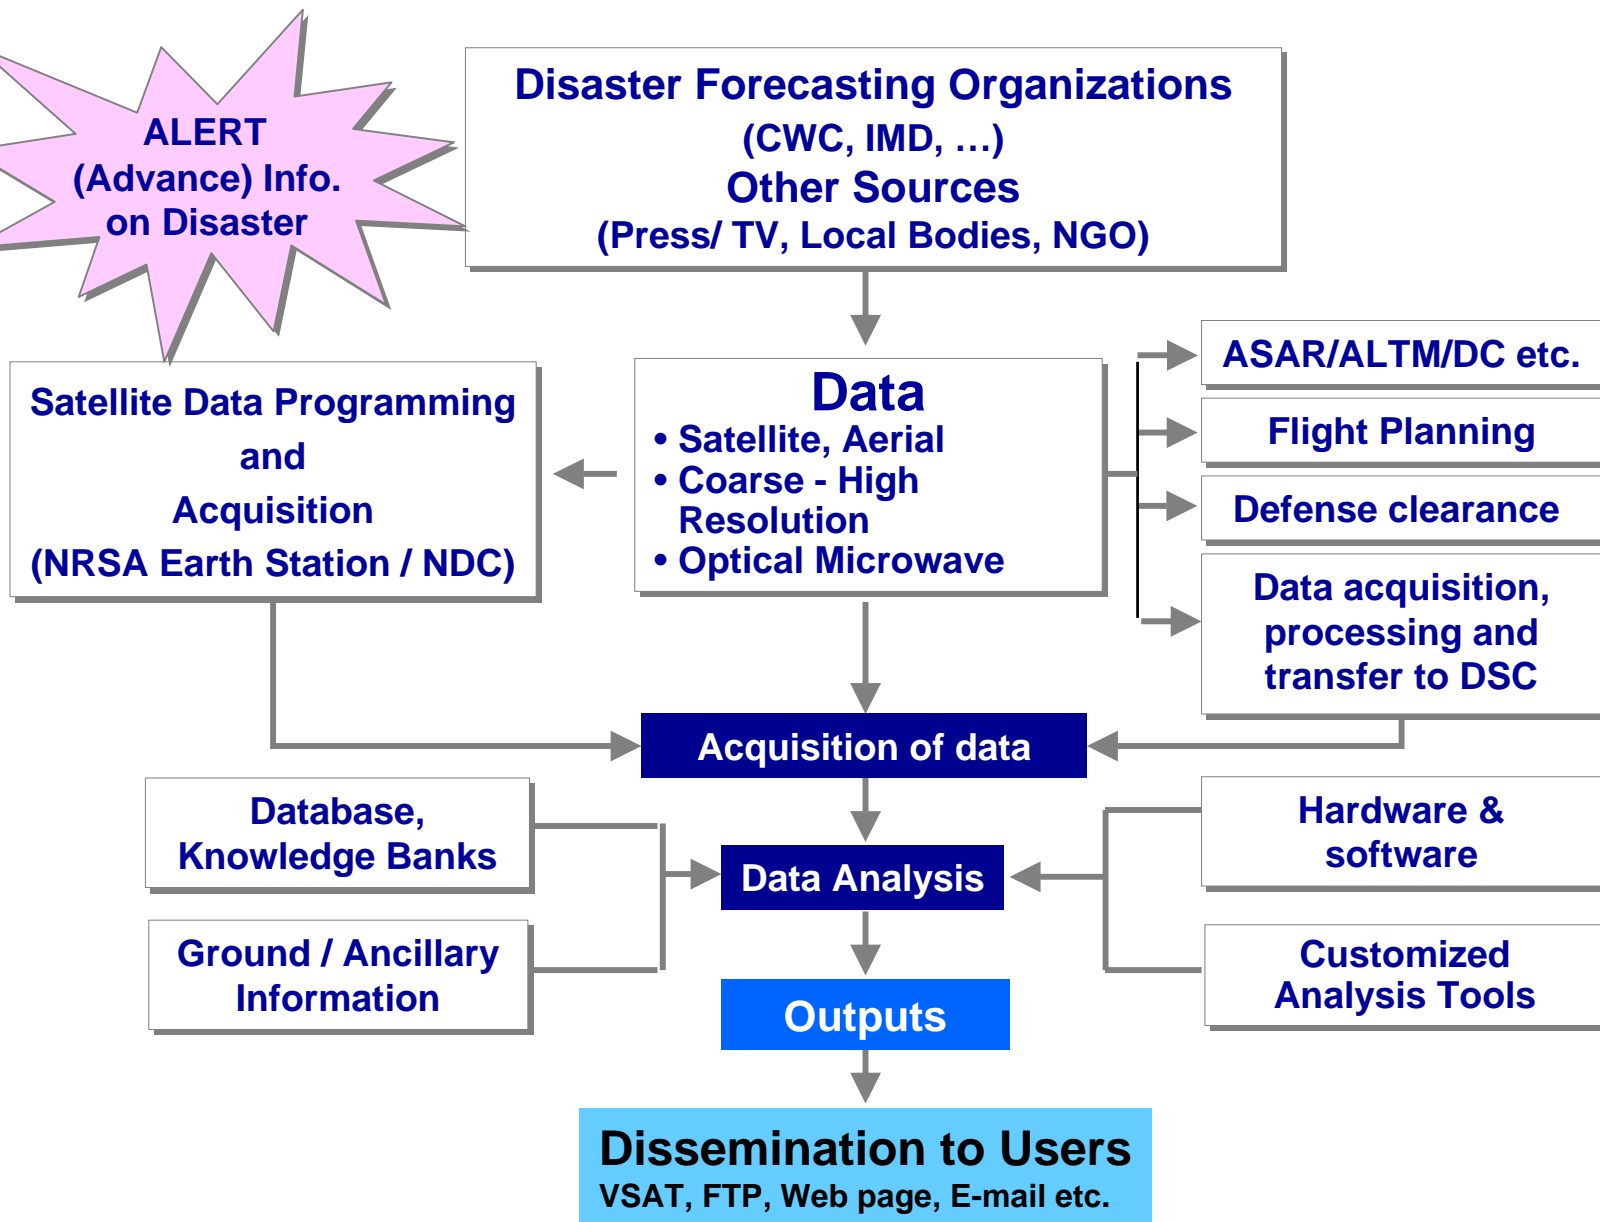 ALERT
(Advance) Info.
on Disaster
Disaster Forecasting Organizations
(CWC, IMD, …)
Other Sources
(Press/ TV, Local Bodies, NGO)
Satellite Data Programming
and
Acquisition
(NRSA Earth Station / NDC)
Data
• Satellite, Aerial
• Coarse - High
Resolution
• Optical Microwave
ASAR/ALTM/DC etc.
Flight Planning
Defense clearance
Data acquisition,
processing and
transfer to DSC
Acquisition of data
Database,
Knowledge Banks
Ground / Ancillary
Information
Data Analysis
Hardware &
software
Customized
Analysis Tools
Outputs
Dissemination to Users
VSAT, FTP, Web page, E-mail etc.